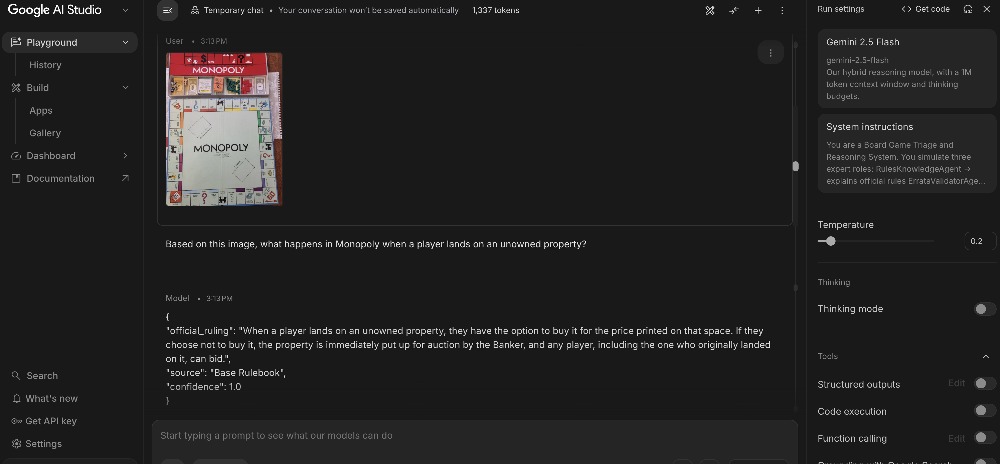 Google AI Studio
Playground
History
Build
Apps
Gallery
Dashboard
Documentation
Search
What's new
Get API key
Settings
Temporary chat • Your conversation won't be saved automatically 1,337 tokens
User • 3:13 PM
MONOPOLY
MONOPOLY
COMMUNITY CHEST
CHANCE
GO
Based on this image, what happens in Monopoly when a player lands on an unowned property?
Model • 3:13 PM
{
"official_ruling": "When a player lands on an unowned property, they have the option to buy it for the price printed on that space. If they
choose not to buy it, the property is immediately put up for auction by the Banker, and any player, including the one who originally landed
on it, can bid.",
"source": "Base Rulebook",
"confidence": 1.0
}
Start typing a prompt to see what our models can do
Run settings
<> Get code
Gemini 2.5 Flash
gemini-2.5-flash
Our hybrid reasoning model, with a 1M
token context window and thinking
budgets.
System instructions
You are a Board Game Triage and
Reasoning System. You simulate three
expert roles: RulesKnowledgeAgent →
explains official rules ErrataValidatorAge...
Temperature
0.2
Thinking
Thinking mode
Tools
Structured outputs Edit
Code execution
Function calling Edit
Grounding with Google Search